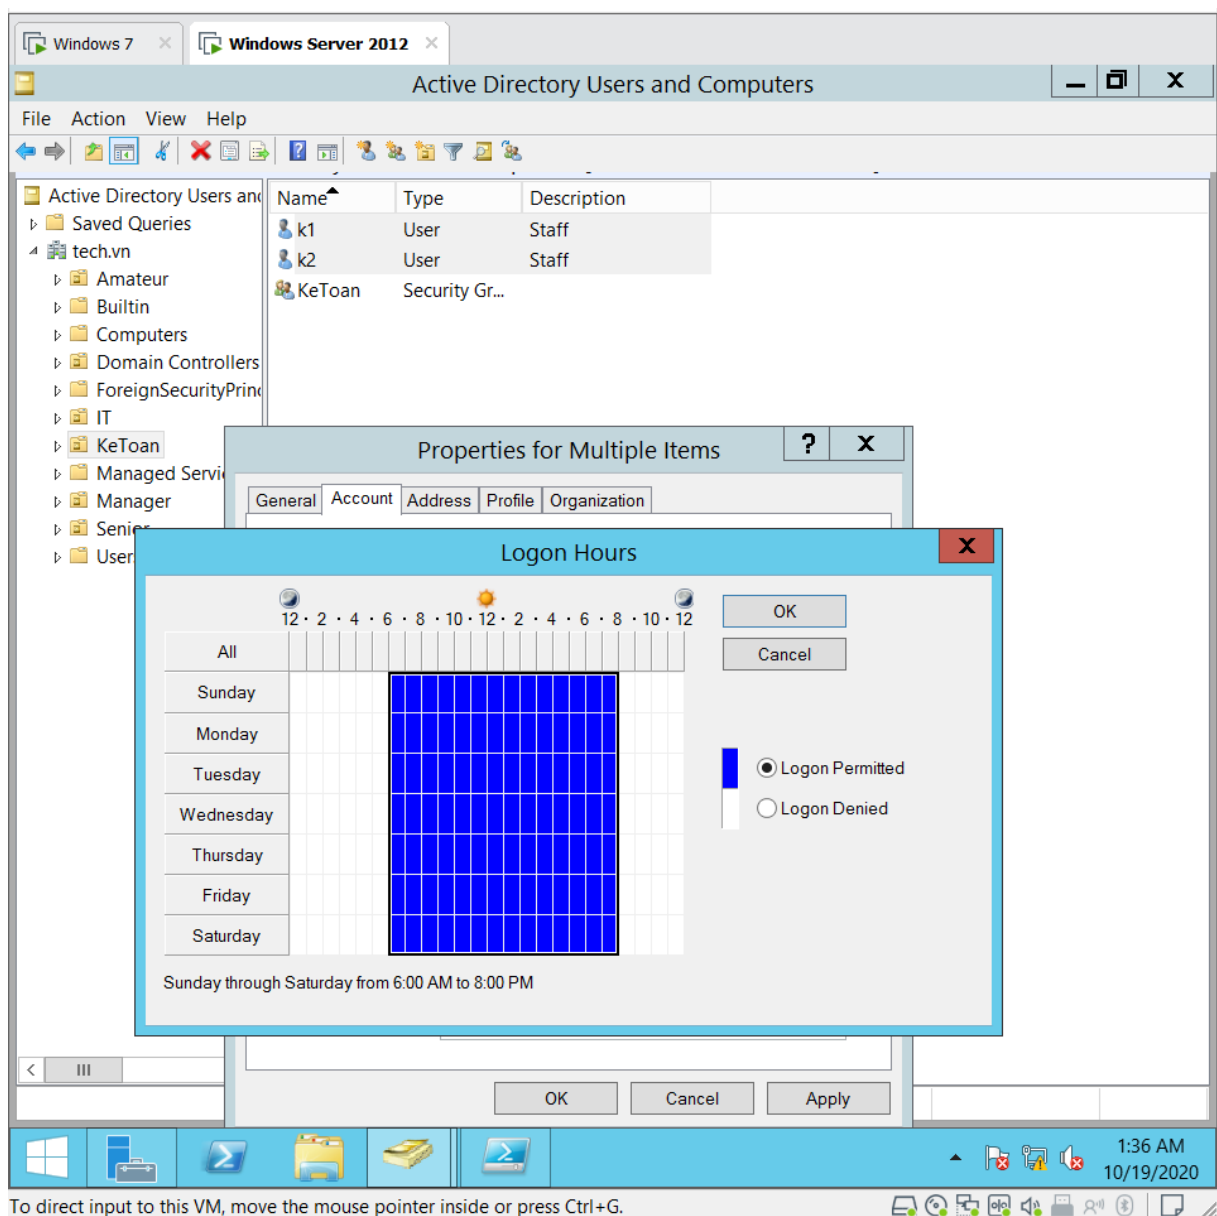 Windows 7 Windows Server 2012
Active Directory Users and Computers
File Action View Help
Active Directory Users and
Saved Queries
tech.vn
Amateur
Builtin
Computers
Domain Controllers
ForeignSecurityPrinc
IT
KeToan
Managed Servi
Manager
Senior
User
Name Type Description
k1 User Staff
k2 User Staff
KeToan Security Gr...
Properties for Multiple Items
General Account Address Profile Organization
Logon Hours
12 · 2 · 4 · 6 · 8 · 10 · 12 · 2 · 4 · 6 · 8 · 10 · 12
All
Sunday
Monday
Tuesday
Wednesday
Thursday
Friday
Saturday
Sunday through Saturday from 6:00 AM to 8:00 PM
OK
Cancel
Logon Permitted
Logon Denied
OK Cancel Apply
1:36 AM
10/19/2020
To direct input to this VM, move the mouse pointer inside or press Ctrl+G.